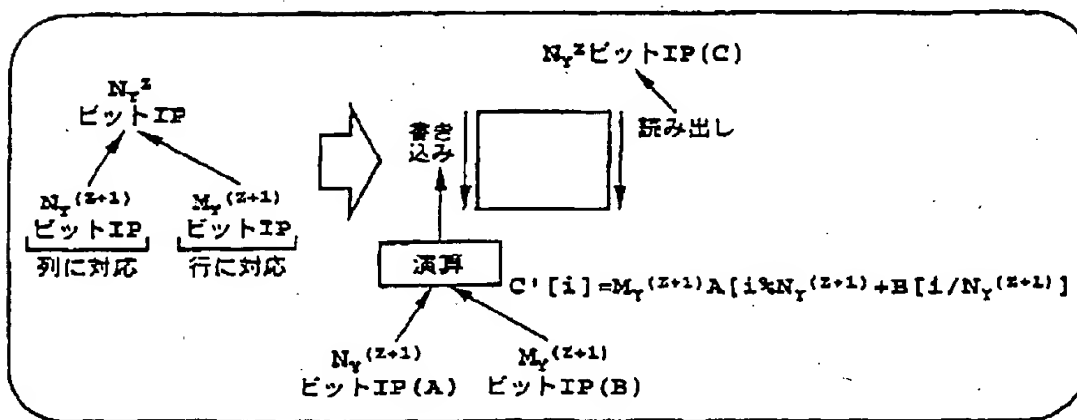 N_Y^Z
ビットIP
N_Y^(Z+1)
ビットIP
列に対応
M_Y^(Z+1)
ビットIP
行に対応
N_Y^ZビットIP(C)
書き
込み
読み出し
演算
C'[i]=M_Y^(Z+1)A[i%N_Y^(Z+1)+B[i/N_Y^(Z+1)]
N_Y^(Z+1)
ビットIP(A)
M_Y^(Z+1)
ビットIP(B)